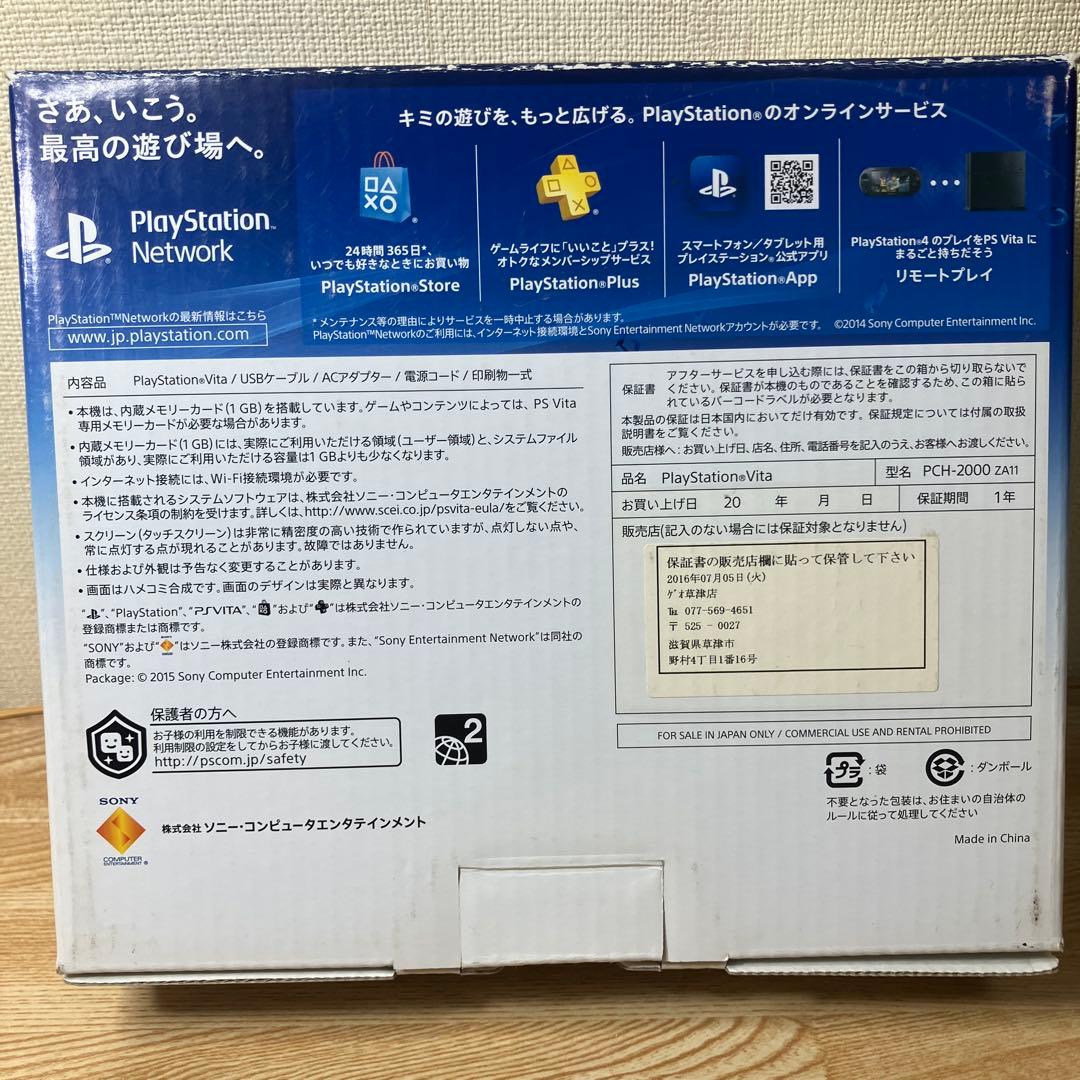 さあ、いこう。
最高の遊び場へ。
PlayStation™
Network
PlayStation™Networkの最新情報はこちら
www.jp.playstation.com
キミの遊びを、もっと広げる。PlayStation®のオンラインサービス
24時間365日*、
いつでも好きなときにお買い物
PlayStation®Store
ゲームライフに「いいこと」プラス!
オトクなメンバーシップサービス
PlayStation®Plus
スマートフォン/タブレット用
プレイステーション®公式アプリ
PlayStation®App
PlayStation®4 のプレイをPS Vita に
まるごと持ちだそう
リモートプレイ
*メンテナンス等の理由によりサービスを一時中止する場合があります。
PlayStation™Networkのご利用には、インターネット接続環境とSony Entertainment Networkアカウントが必要です。 ©2014 Sony Computer Entertainment Inc.
内容品 PlayStation®Vita / USBケーブル / ACアダプター / 電源コード / 印刷物一式
•本機は、内蔵メモリーカード(1 GB)を搭載しています。ゲームやコンテンツによっては、PS Vita
専用メモリーカードが必要な場合があります。
•内蔵メモリーカード(1 GB)には、実際にご利用いただける領域(ユーザー領域)と、システムファイル
領域があり、実際にご利用いただける容量は1 GBよりも少なくなります。
•インターネット接続には、Wi-Fi接続環境が必要です。
•本機に搭載されるシステムソフトウェアは、株式会社ソニー・コンピュータエンタテインメントの
ライセンス条項の制約を受けます。詳しくは、http://www.scei.co.jp/psvita-eula/をご覧ください。
•スクリーン(タッチスクリーン)は非常に精密度の高い技術で作られていますが、点灯しない点や、
常に点灯する点が現れることがあります。故障ではありません。
•仕様および外観は予告なく変更することがあります。
•画面はハメコミ合成です。画面のデザインは実際と異なります。
“ ”、“PlayStation”、“PSVITA”、“ ”および“ ”は株式会社ソニー・コンピュータエンタテインメントの
登録商標または商標です。
“SONY”および“ ”はソニー株式会社の登録商標です。また、“Sony Entertainment Network”は同社の
商標です。
Package: © 2015 Sony Computer Entertainment Inc.
保護者の方へ
お子様の利用を制限できる機能があります。
利用制限の設定をしてからお子様に渡してください。
http://pscom.jp/safety
2
SONY
COMPUTER
ENTERTAINMENT®
株式会社 ソニー・コンピュータエンタテインメント
保証書
アフターサービスを申し込む際には、保証書をこの箱から切り取らないで
ください。保証書が本機のものであることを確認するため、この箱に貼ら
れているバーコードラベルが必要となります。
本製品の保証は日本国内においてだけ有効です。保証規定については付属の取扱
説明書をご覧ください。
販売店様へ:お買い上げ日、店名、住所、電話番号を記入のうえ、お客様へお渡しください。
品名 PlayStation®Vita
型名 PCH-2000 ZA11
お買い上げ日 20 年 月 日
保証期間 1年
販売店(記入のない場合には保証対象となりません)
保証書の販売店欄に貼って保管して下さい
2016年07月05日(火)
ゲオ草津店
℡ 077-569-4651
〒 525 - 0027
滋賀県草津市
野村4丁目1番16号
FOR SALE IN JAPAN ONLY / COMMERCIAL USE AND RENTAL PROHIBITED
プラ :袋
:ダンボール
不要となった包装は、お住まいの自治体の
ルールに従って処理してください
Made in China